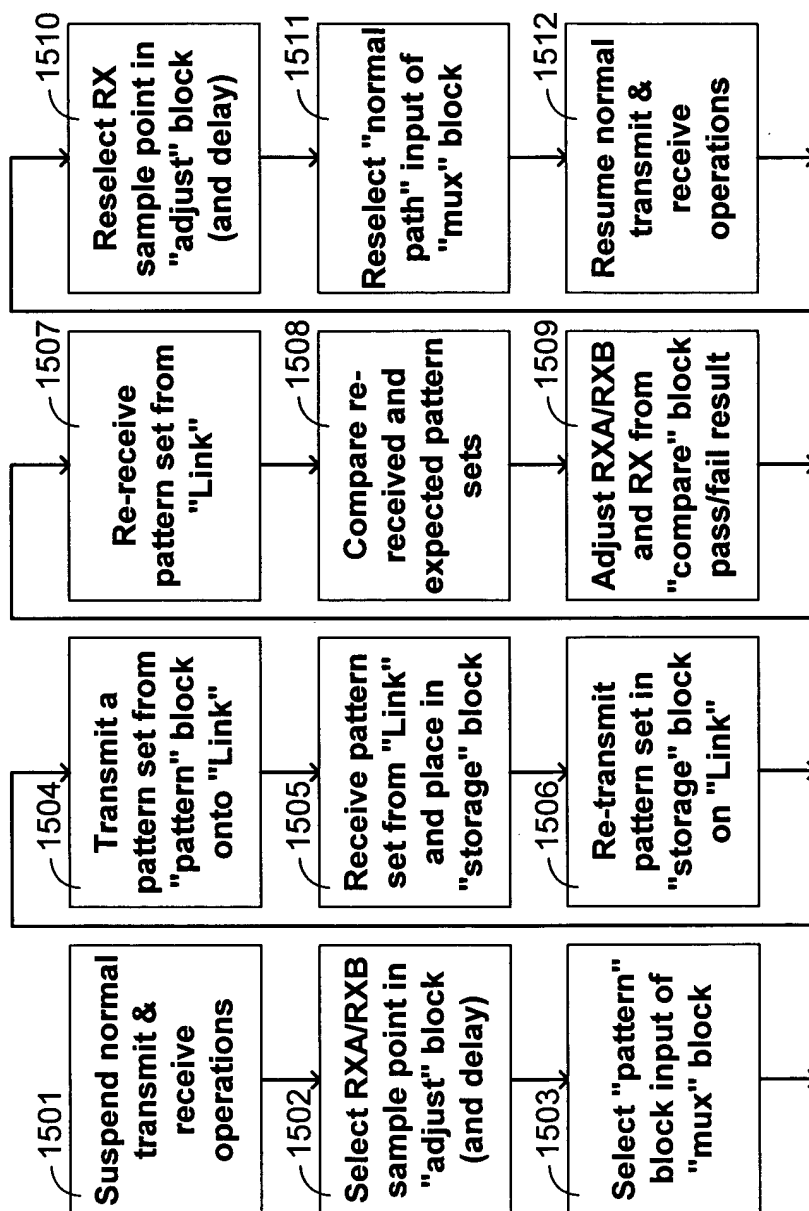 1501
Suspend normal
transmit &
receive
operations
1502
Select RXA/RXB
sample point in
"adjust" block
(and delay)
1503
Select "pattern"
block input of
"mux" block
1504
Transmit a
pattern set from
"pattern" block
onto "Link"
1505
Receive pattern
set from "Link"
and place in
"storage" block
1506
Re-transmit
pattern set in
"storage" block
on "Link"
1507
Re-receive
pattern set from
"Link"
1508
Compare re-
received and
expected pattern
sets
1509
Adjust RXA/RXB
and RX from
"compare" block
pass/fail result
1510
Reselect RX
sample point in
"adjust" block
(and delay)
1511
Reselect "normal
path" input of
"mux" block
1512
Resume normal
transmit &
receive
operations